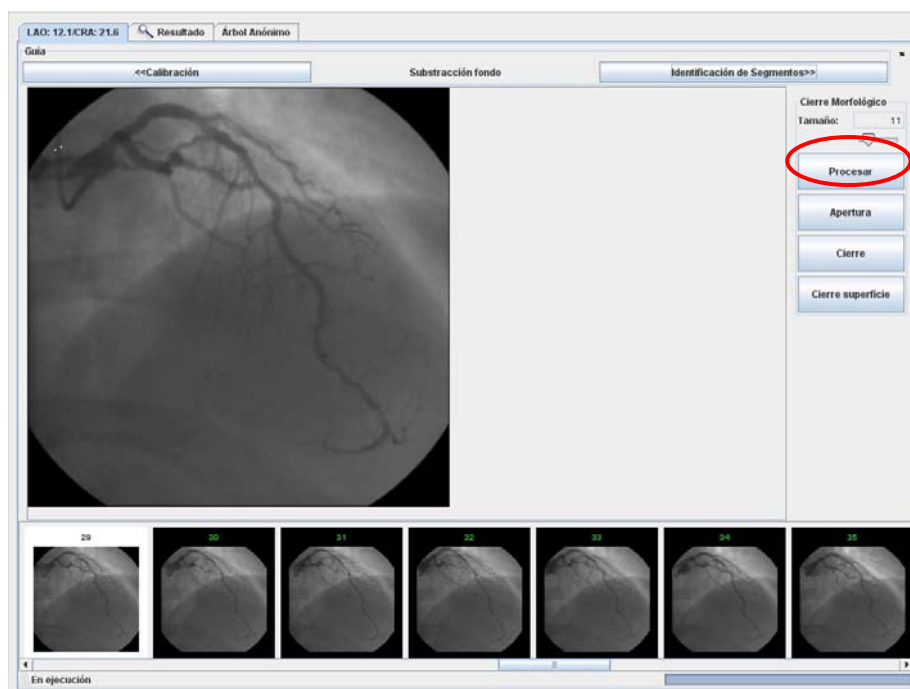 LAO: 12.1/CRA: 21.6 Resultado Árbol Anónimo
Guía
<<Calibración Substracción fondo Identificación de Segmentos>>
Cierre Morfológico
Tamaño: 11
Procesar
Apertura
Cierre
Cierre superficie
29 30 31 32 33 34 35
En ejecución